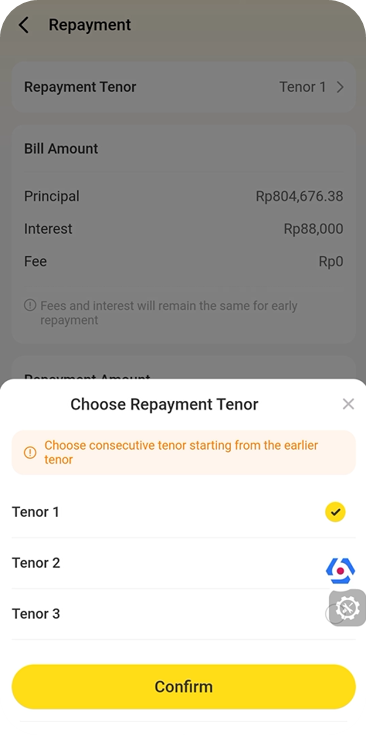 Repayment
Repayment Tenor
Tenor 1
Bill Amount
Principal
Rp804,676.38
Interest
Rp88,000
Fee
Rp0
Fees and interest will remain the same for early
repayment
Repayment Amount
Choose Repayment Tenor
Choose consecutive tenor starting from the earlier
tenor
Tenor 1
Tenor 2
Tenor 3
Confirm